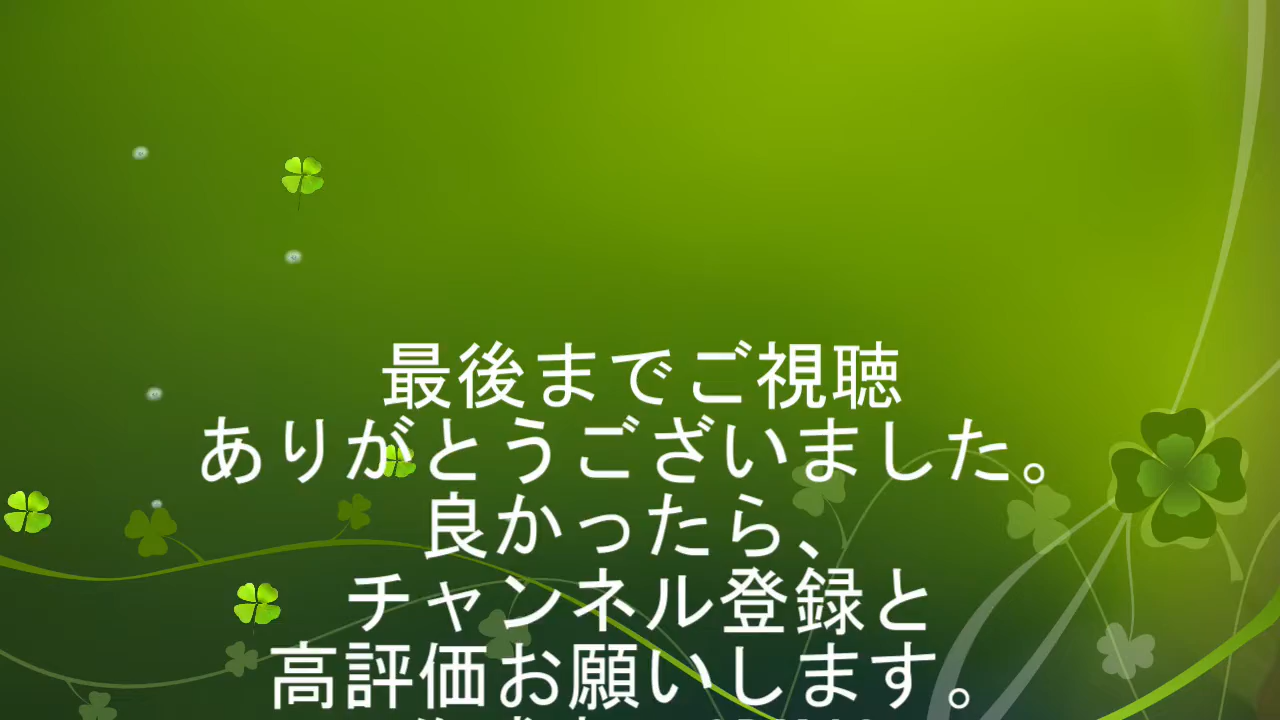 最後までご視聴
ありがとうございました。
良かったら、
チャンネル登録と
高評価お願いします。